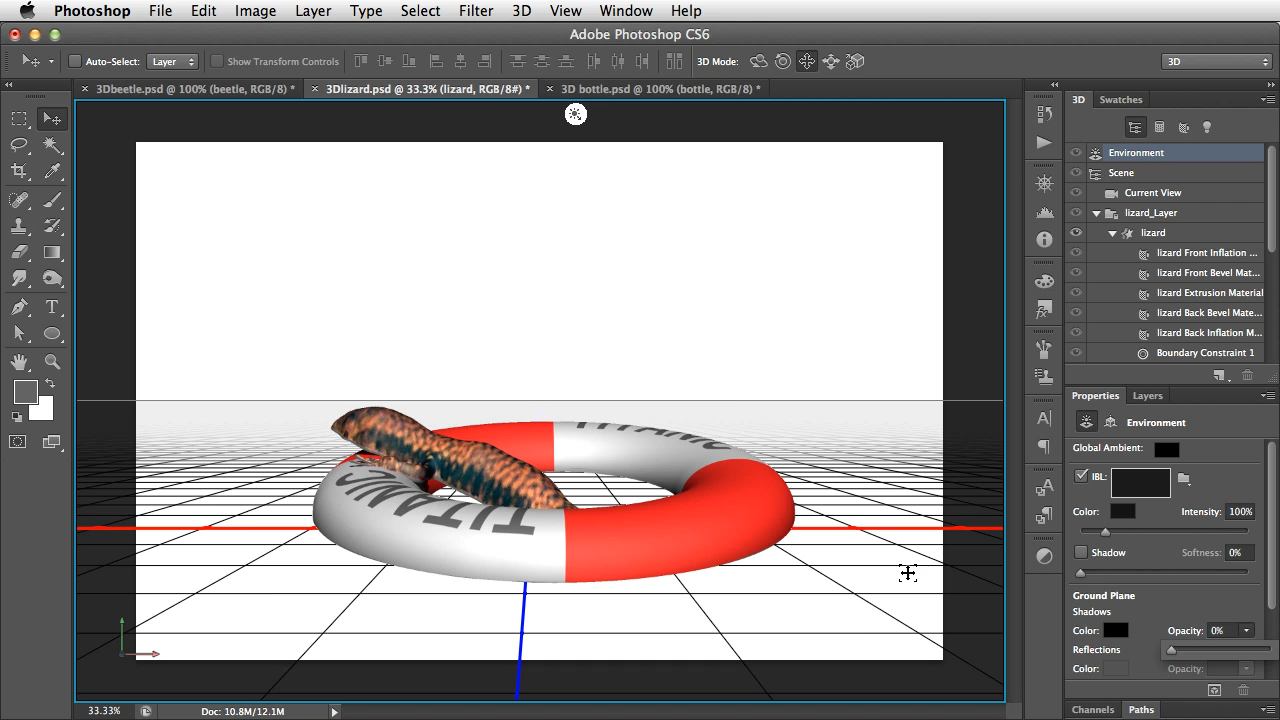 Photoshop File Edit Image Layer Type Select Filter 3D View Window Help
Adobe Photoshop CS6
Auto-Select: Layer Show Transform Controls 3D Mode: 3D
3Dbeetle.psd @ 100% (beetle, RGB/8) * 3Dlizard.psd @ 33.3% (lizard, RGB/8#) * 3D bottle.psd @ 100% (bottle, RGB/8) *
3D Swatches
Environment
Scene
Current View
lizard_Layer
lizard
lizard Front Inflation ...
lizard Front Bevel Mat...
lizard Extrusion Material
lizard Back Bevel Mate...
lizard Back Inflation M...
Boundary Constraint 1
Properties Layers
Environment
Global Ambient:
IBL:
Color: Intensity: 100%
Shadow Softness: 0%
Ground Plane
Shadows
Color: Opacity: 0%
Reflections
Color: Opacity:
Channels Paths
TITANIC
33.33% Doc: 10.8M/12.1M